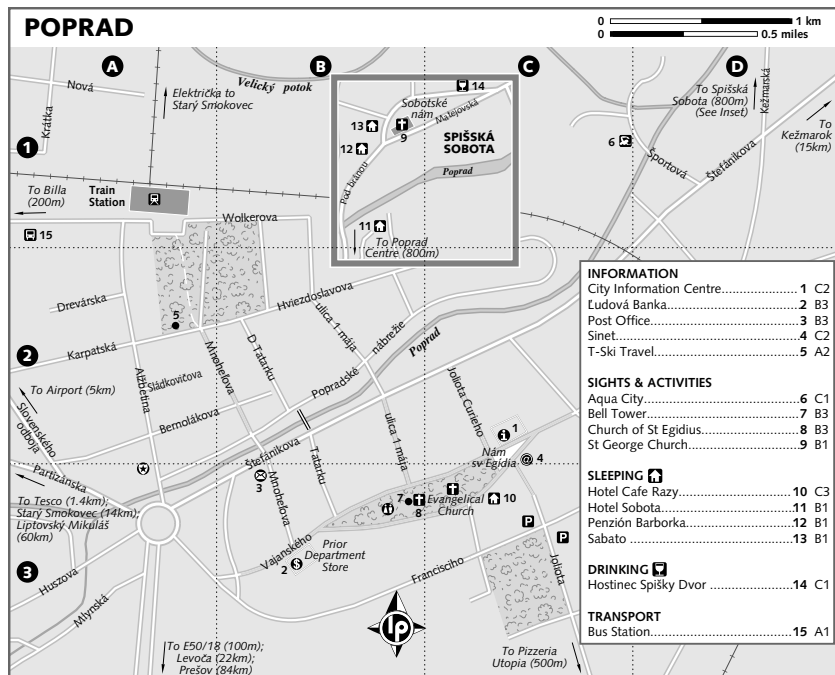 POPRAD
0 1 km
0 0.5 miles
A
B
C
D
Nová
Krátka
Električka to
Starý Smokovec
Velický potok
14
Sobotské
nám
Matejovská
13
12
9
SPIŠSKÁ
SOBOTA
Pod bránou
Poprad
11
To Poprad
Centre (800m)
To Spišská
Sobota (800m)
(See Inset)
Kežmarská
To
Kežmarok
(15km)
6
Športová
Štefánikova
1
To Billa
(200m)
Train
Station
Wolkerova
15
Drevárska
5
Hviezdoslavova
Karpatská
2
To Airport (5km)
Alžbetina
Sládkovičova
Mnoheľova
D Tatarku
ulica 1 mája
nábrežie
Poprad
Popradské
Bernolákova
Slovenského
odboja
Štefánikova
Tatarku
ulica 1 mája
Joliota Curieho
1
Nám
sv Egídia
@ 4
Partizánska
To Tesco (1.4km);
Starý Smokovec (14km);
Liptovský Mikuláš
(60km)
3
Mnoheľova
7
8
Evangelical
Church
10
P
P
Vajanského
Prior
Department
Store
2 $
Francisciho
Joliota
3
Huszova
Mlynská
lp
To E50/18 (100m);
Levoča (22km);
Prešov (84km)
To Pizzeria
Utopia (500m)
INFORMATION
City Information Centre...............1 C2
Ľudová Banka...............2 B3
Post Office...............3 B3
Sinet...............4 C2
T-Ski Travel...............5 A2
SIGHTS & ACTIVITIES
Aqua City...............6 C1
Bell Tower...............7 B3
Church of St Egidius...............8 B3
St George Church...............9 B1
SLEEPING
Hotel Cafe Razy...............10 C3
Hotel Sobota...............11 B1
Penzión Barborka...............12 B1
Sabato...............13 B1
DRINKING
Hostinec Spišky Dvor...............14 C1
TRANSPORT
Bus Station...............15 A1